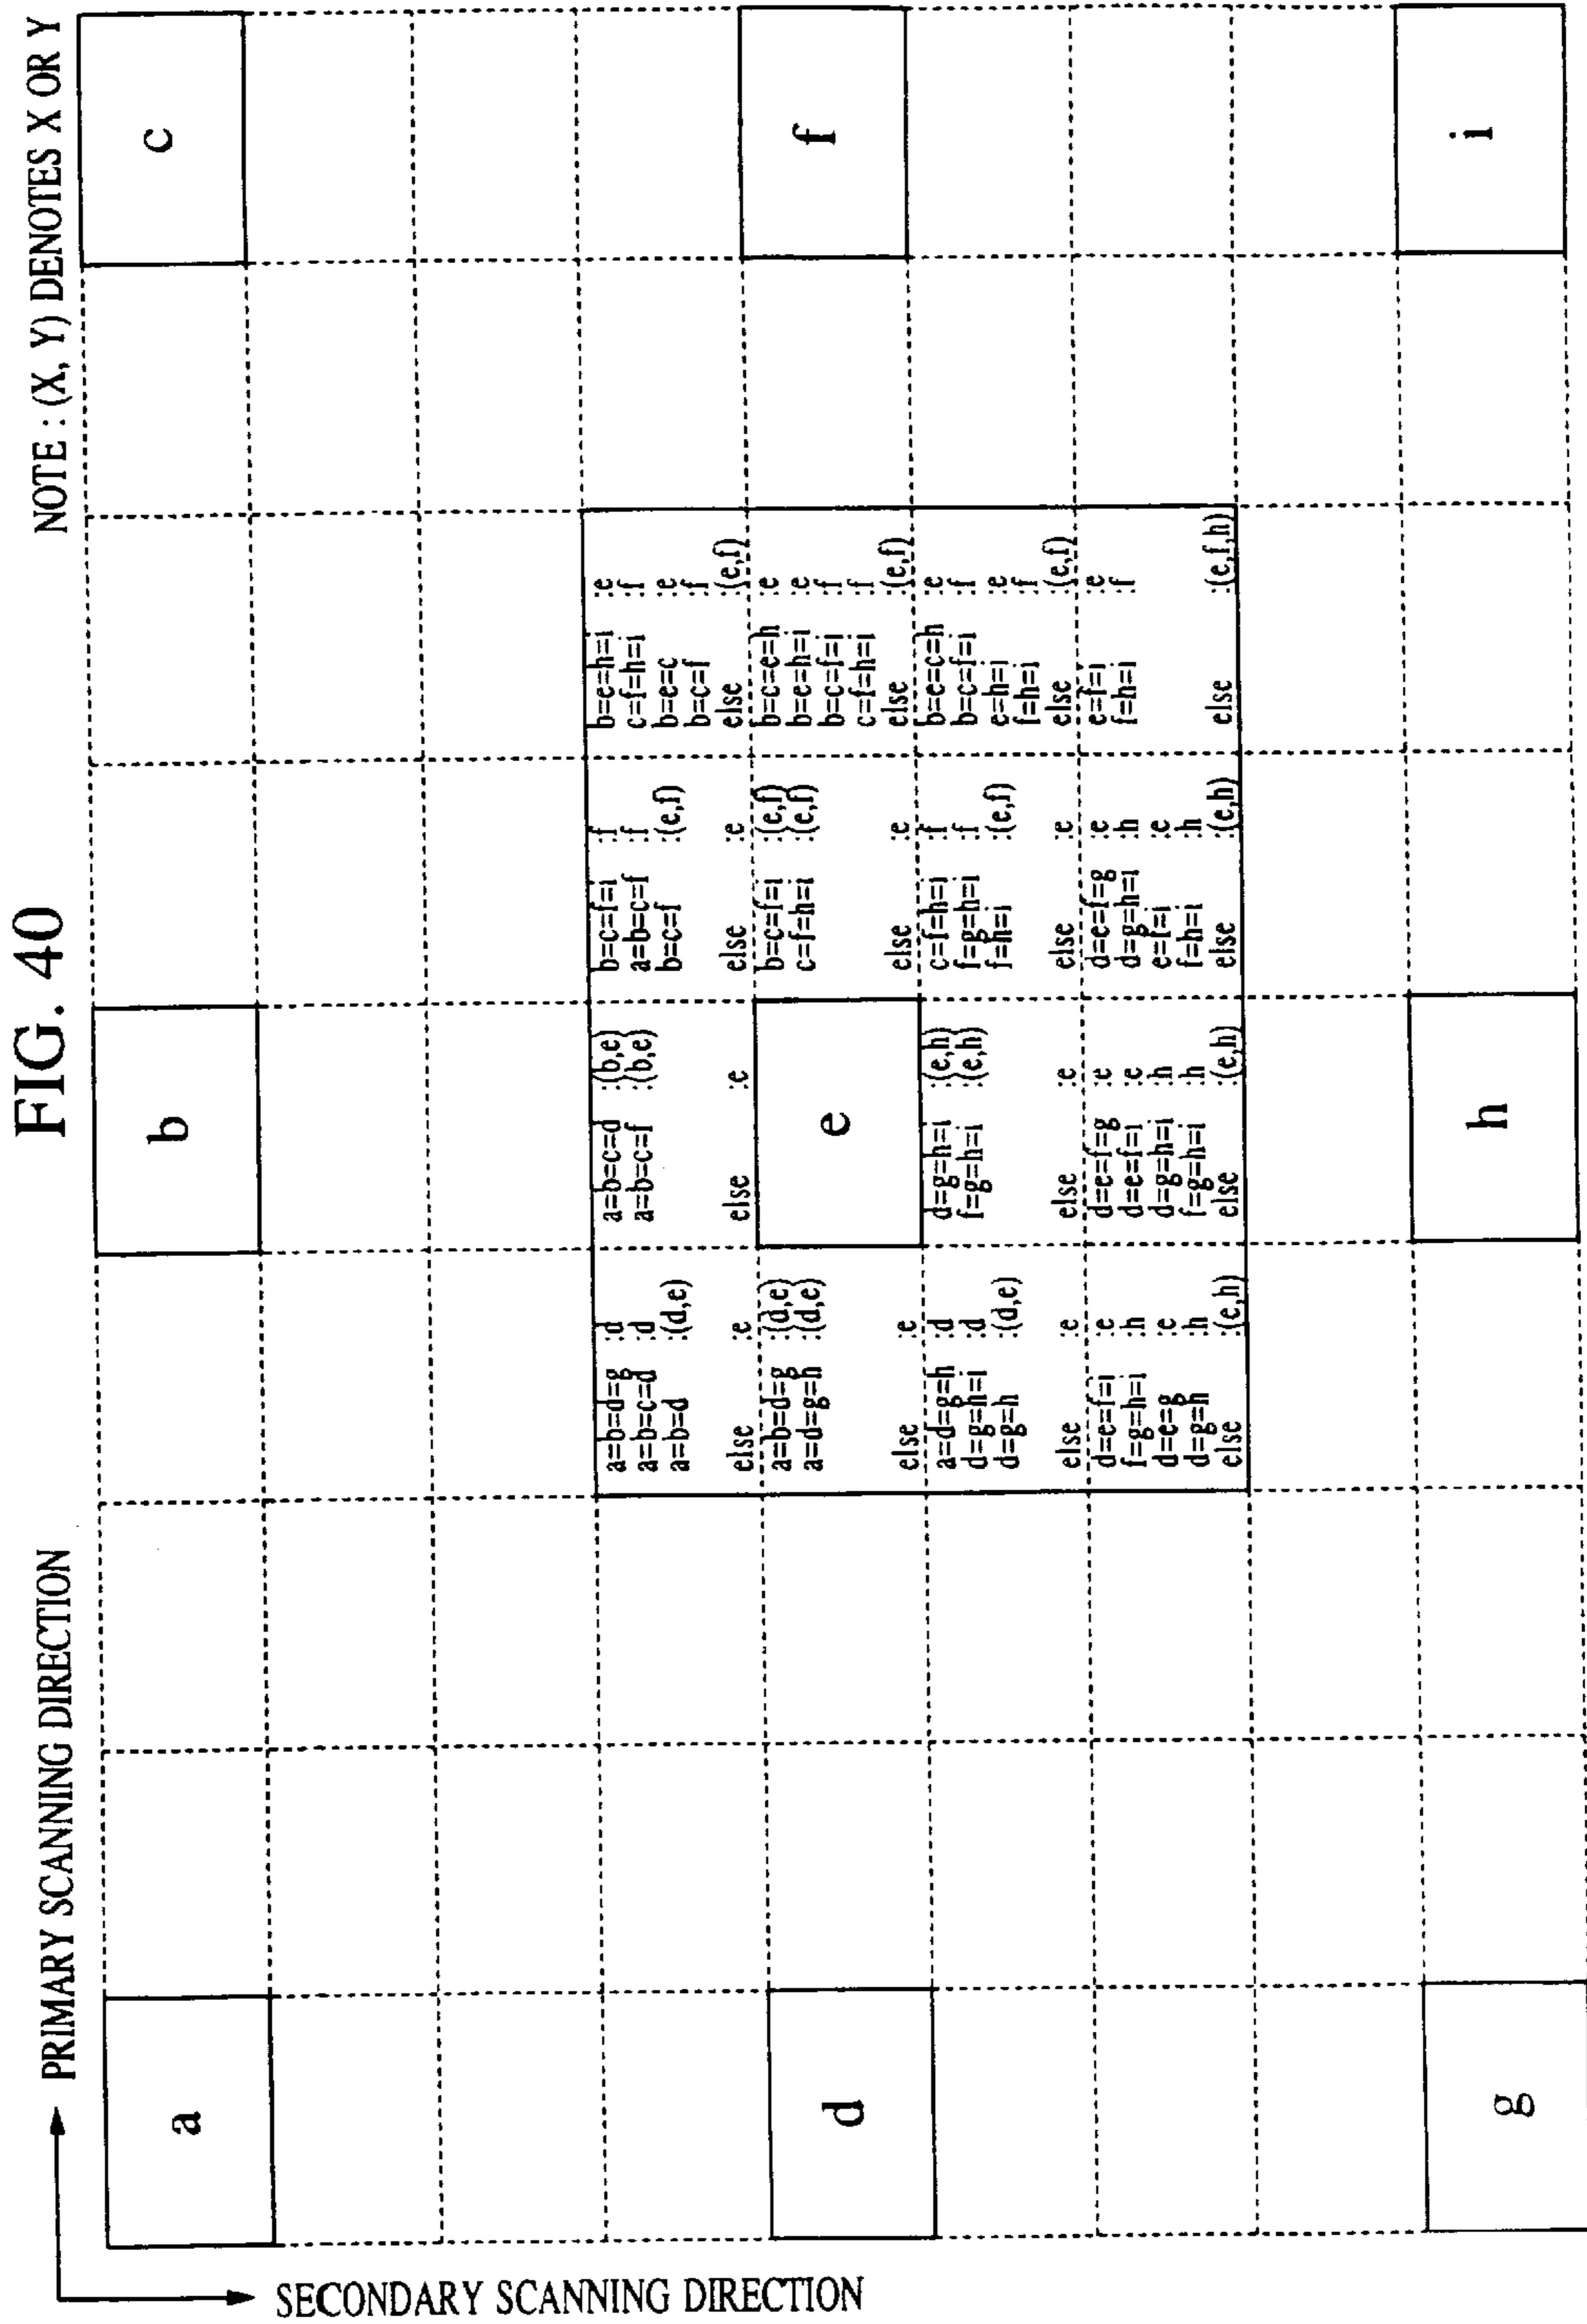 FIG. 40
PRIMARY SCANNING DIRECTION
NOTE : (X, Y) DENOTES X OR Y
SECONDARY SCANNING DIRECTION
a
b
c
a=b=d=g :d
a=b=c=d :d
a=b=d :(d,e)
else :e
a=b=c=d :(b,e)
a=b=c=f :(b,e)
else :e
b=c=f=i :f
a=b=c=f :f
b=c=f :(e,f)
else :e
b=e=h=i :e
c=f=h=i :f
b=e=c :e
b=c=f :f
else :(e,f)
d
a=b=d=g :(d,e)
a=d=g=h :(d,e)
else :e
e
b=c=f=i :(e,f)
c=f=h=i :(e,f)
else :e
b=c=e=h :e
b=e=h=i :e
b=c=f=i :f
c=f=h=i :f
else :(e,f)
f
a=d=g=h :d
d=g=h=i :d
d=g=h :(d,e)
else :e
d=g=h=i :(e,h)
f=g=h=i :(e,h)
else :e
c=f=h=i :f
f=g=h=i :f
f=h=i :(e,f)
else :e
b=e=c=h :e
b=c=f=i :f
e=h=i :e
f=h=i :f
else :(e,f)
d=e=f=i :e
f=g=h=i :h
d=e=g :e
d=g=h :h
else :(e,h)
d=e=f=g :e
d=e=f=i :e
d=g=h=i :h
f=g=h=i :h
else :(e,h)
d=e=f=g :e
d=g=h=i :h
e=f=i :e
f=h=i :h
else :(e,h)
e=f=i :e
f=h=i :f
else :(e,f,h)
g
h
i